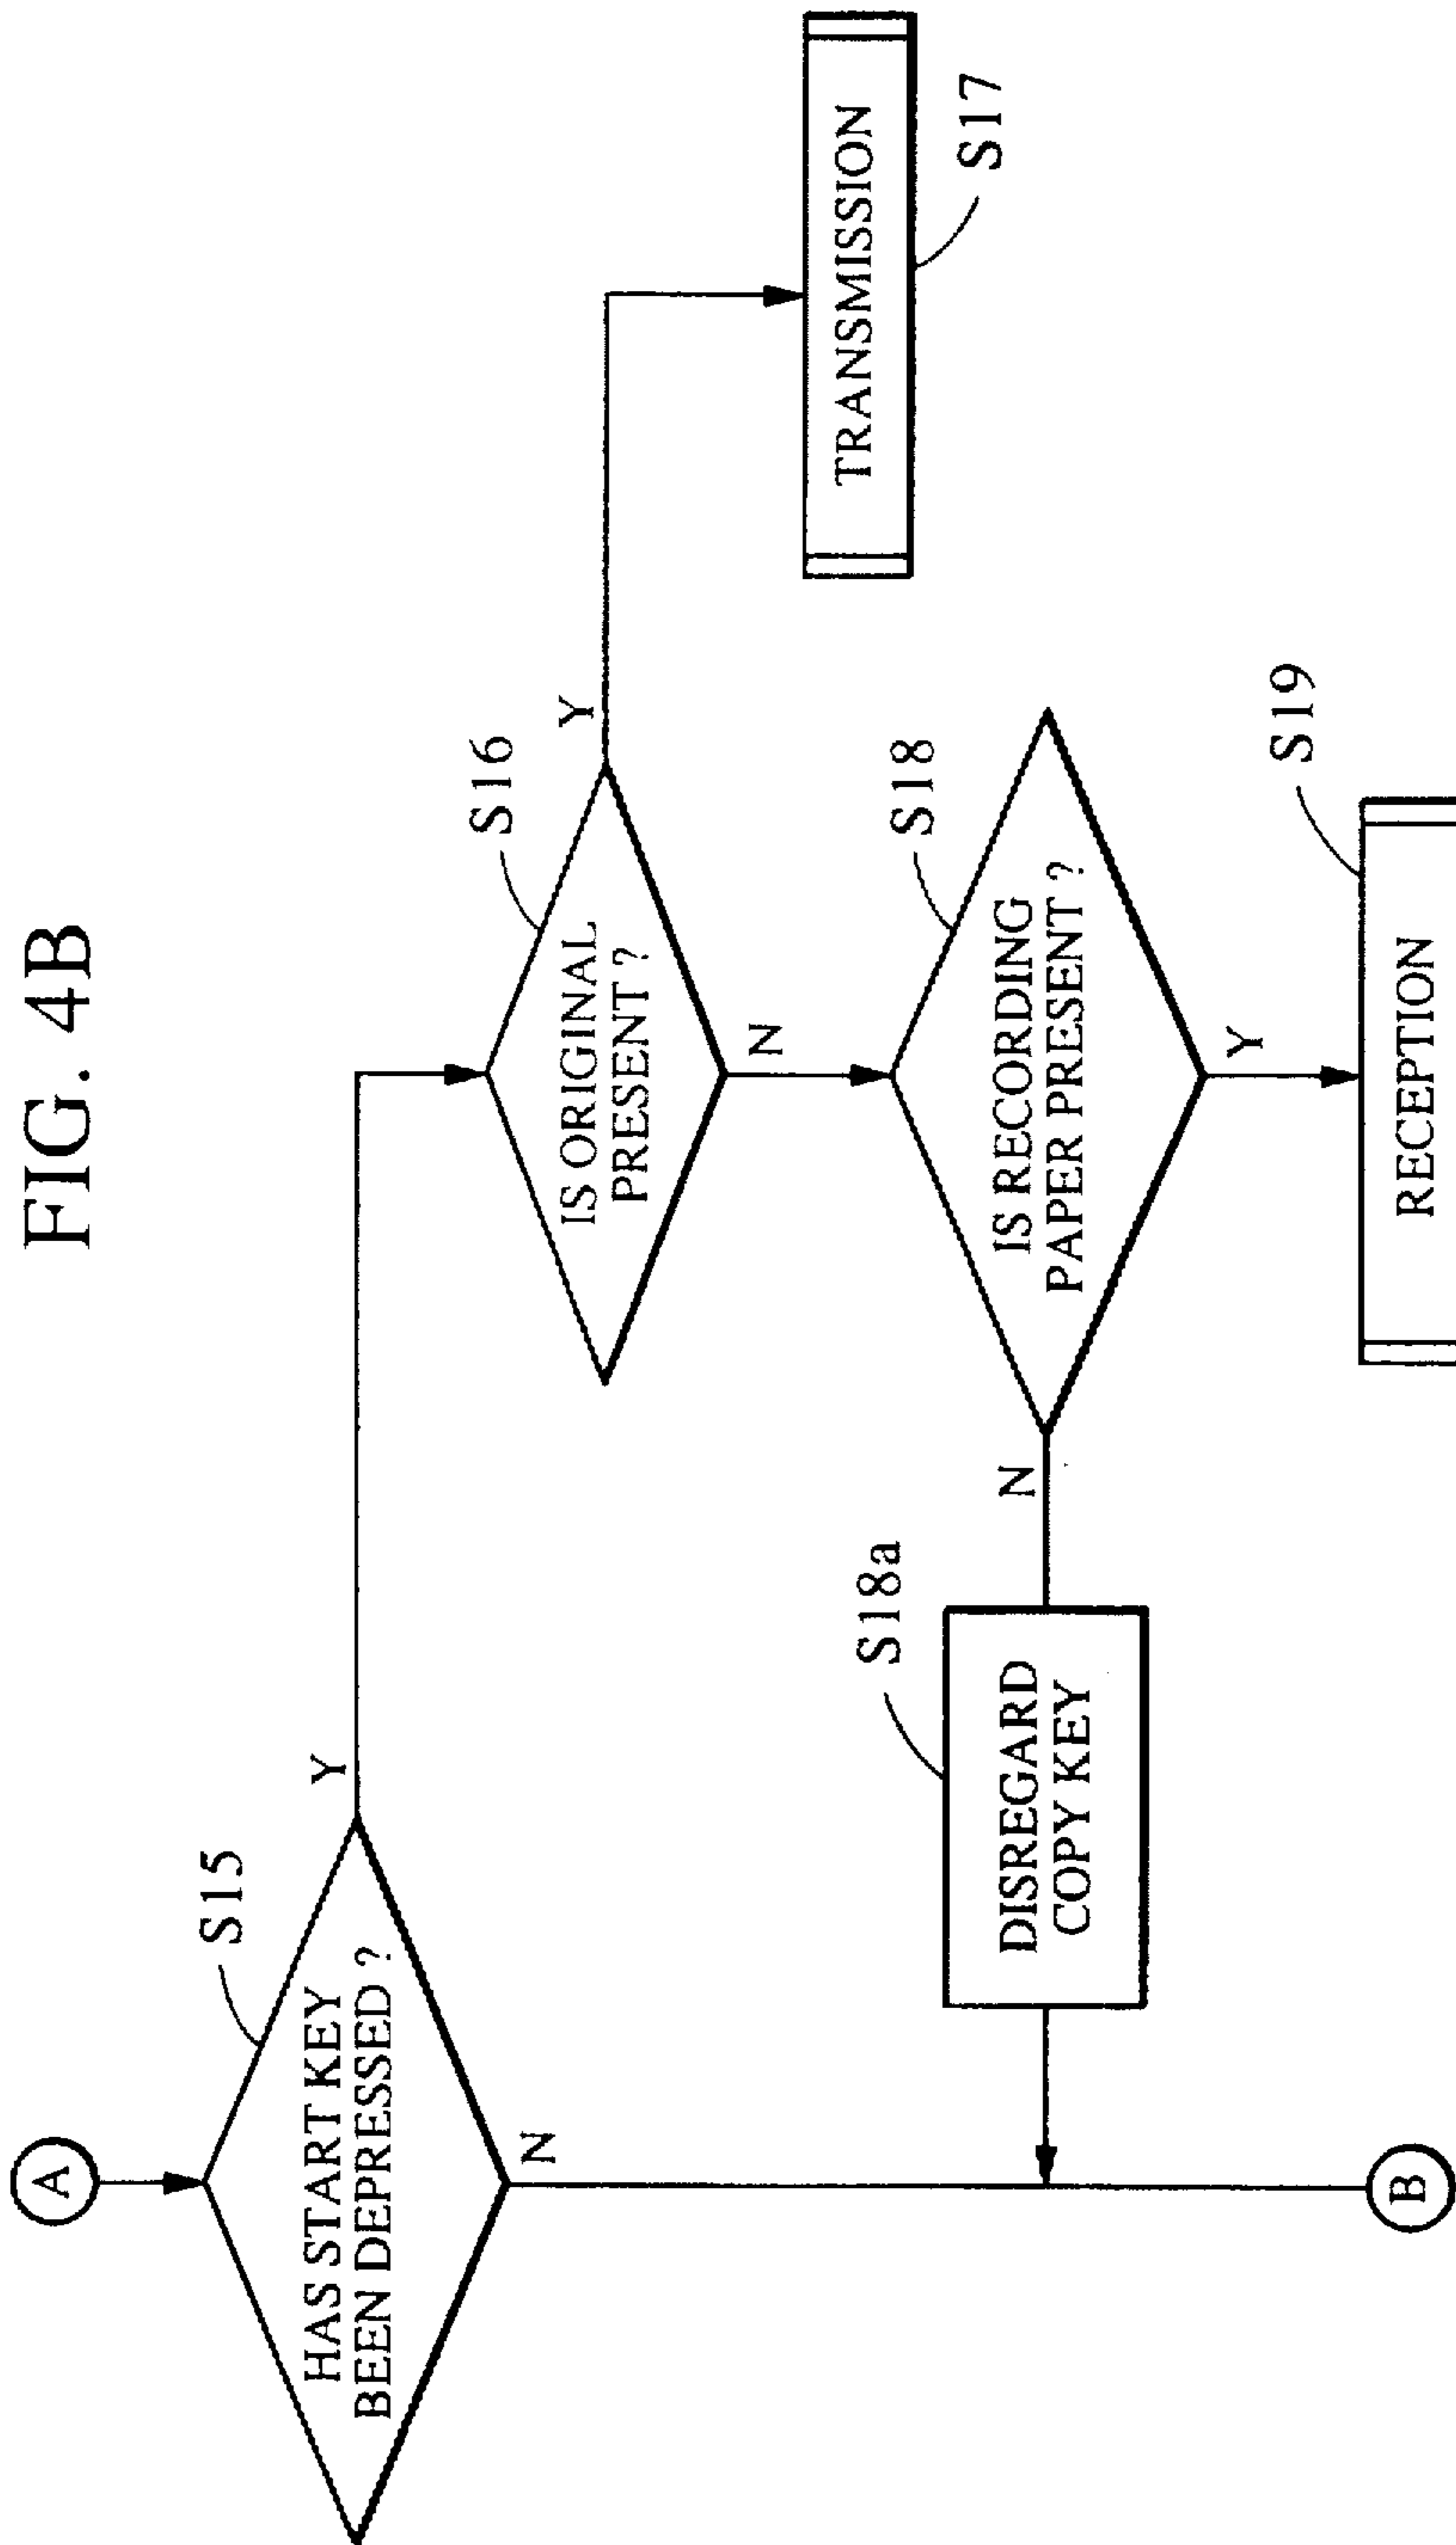 FIG. 4B
A
S15
HAS START KEY
BEEN DEPRESSED ?
Y
N
S16
IS ORIGINAL
PRESENT ?
Y
N
TRANSMISSION
S17
S18
IS RECORDING
PAPER PRESENT ?
N
Y
S18a
DISREGARD
COPY KEY
S19
RECEPTION
B